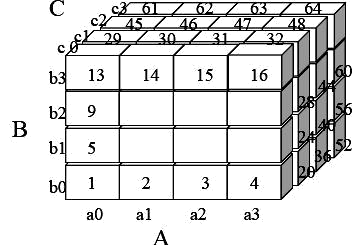 C
c3 61 62 63 64
c2 45 46 47 48
c1 29 30 31 32
c0
b3 13 14 15 16
44 60
28
b2 9
56
40
B
b1 5
24
52
36
b0 1 2 3 4
20
a0 a1 a2 a3
A